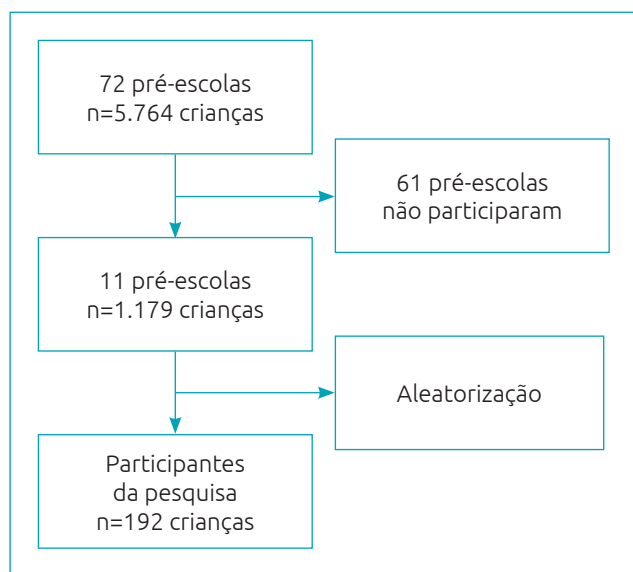 72 pré-escolas
n=5.764 crianças
61 pré-escolas
não participaram
11 pré-escolas
n=1.179 crianças
Aleatorização
Participantes
da pesquisa
n=192 crianças